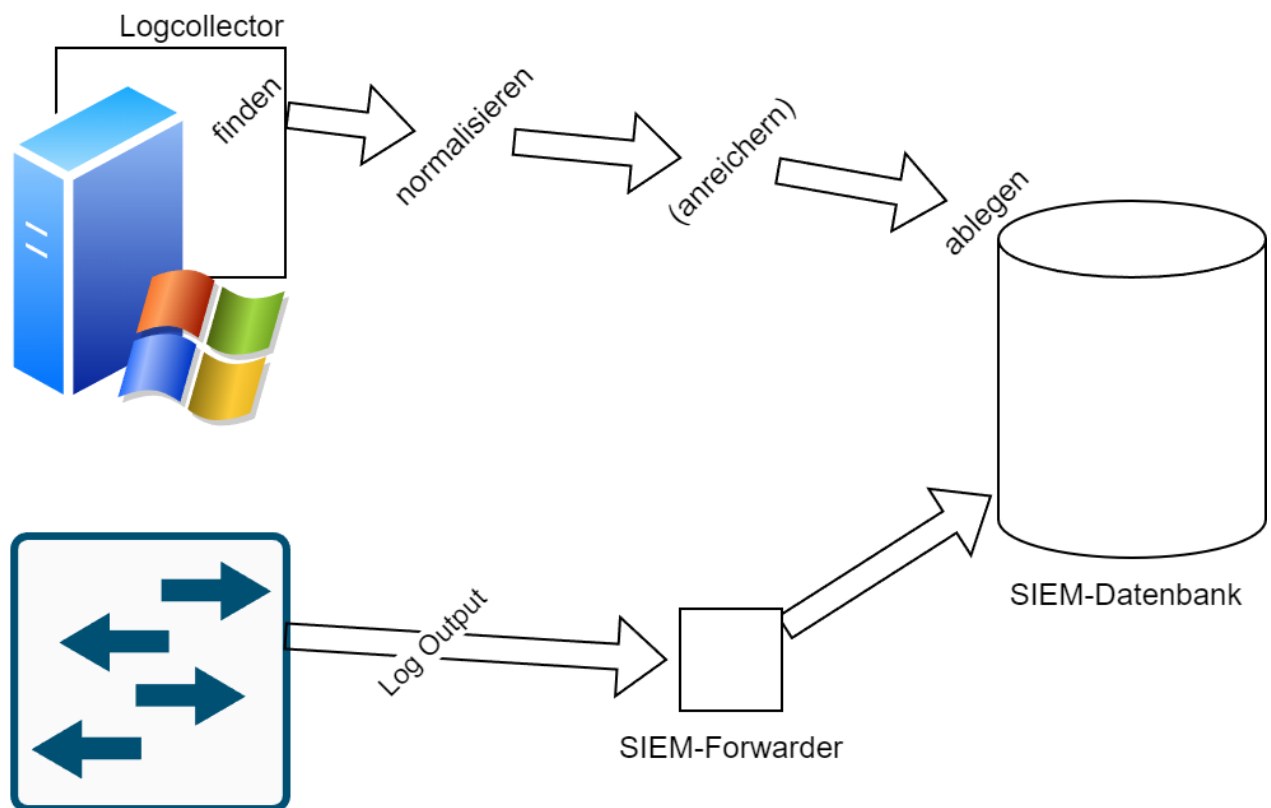 Logcollector
finden
normalisieren
(anreichern)
ablegen
SIEM-Datenbank
Log Output
SIEM-Forwarder